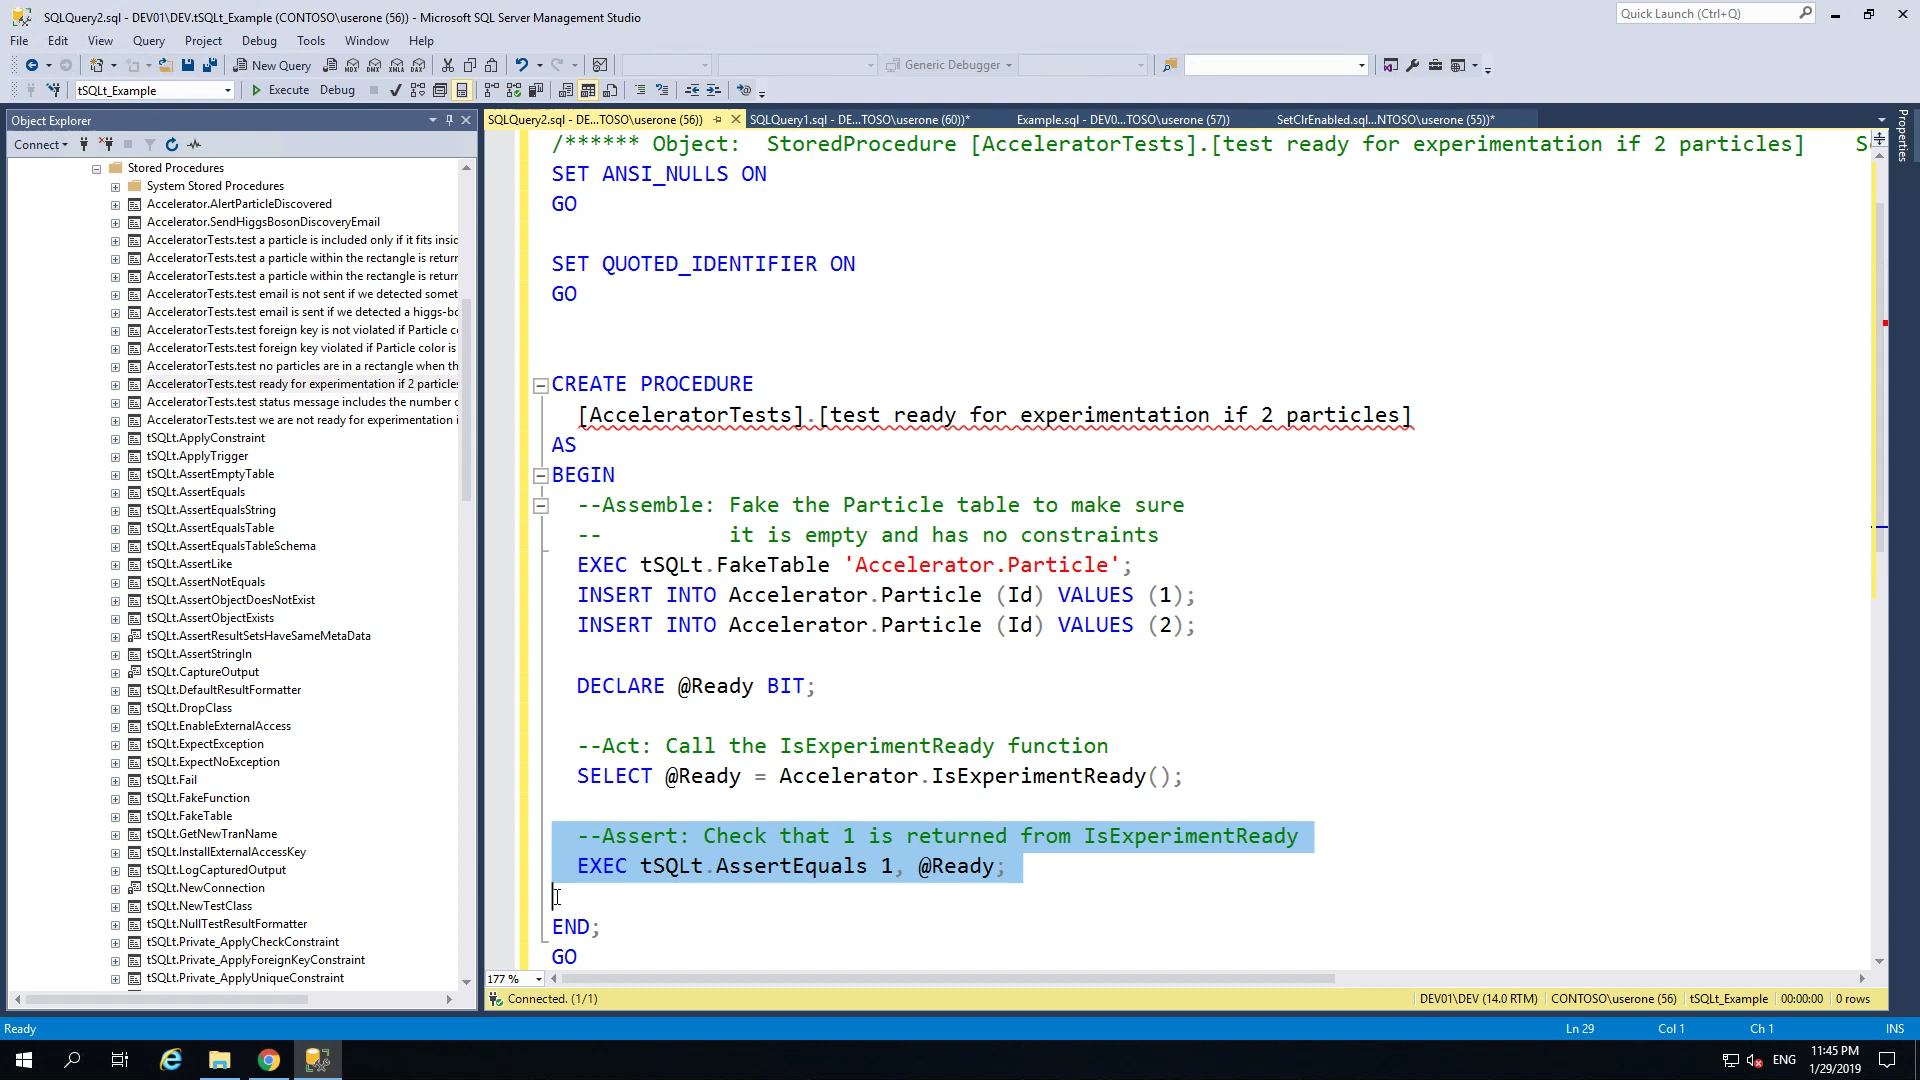 SQLQuery2.sql - DEV01\DEV.tSQLt_Example (CONTOSO\userone (56)) - Microsoft SQL Server Management Studio
Quick Launch (Ctrl+Q)
File Edit View Query Project Debug Tools Window Help
New Query
MDX DMX XMLA DAX
Generic Debugger
tSQLt_Example
Execute Debug
Object Explorer
SQLQuery2.sql - DE...TOSO\userone (56))
SQLQuery1.sql - DE...TOSO\userone (60))*
Example.sql - DEV0...TOSO\userone (57))
SetClrEnabled.sql...NTOSO\userone (55))*
Properties
Connect
Stored Procedures
System Stored Procedures
Accelerator.AlertParticleDiscovered
Accelerator.SendHiggsBosonDiscoveryEmail
AcceleratorTests.test a particle is included only if it fits insid
AcceleratorTests.test a particle within the rectangle is return
AcceleratorTests.test a particle within the rectangle is return
AcceleratorTests.test email is not sent if we detected somet
AcceleratorTests.test email is sent if we detected a higgs-bo
AcceleratorTests.test foreign key is not violated if Particle co
AcceleratorTests.test foreign key violated if Particle color is
AcceleratorTests.test no particles are in a rectangle when th
AcceleratorTests.test ready for experimentation if 2 particles
AcceleratorTests.test status message includes the number o
AcceleratorTests.test we are not ready for experimentation i
tSQLt.ApplyConstraint
tSQLt.ApplyTrigger
tSQLt.AssertEmptyTable
tSQLt.AssertEquals
tSQLt.AssertEqualsString
tSQLt.AssertEqualsTable
tSQLt.AssertEqualsTableSchema
tSQLt.AssertLike
tSQLt.AssertNotEquals
tSQLt.AssertObjectDoesNotExist
tSQLt.AssertObjectExists
tSQLt.AssertResultSetsHaveSameMetaData
tSQLt.AssertStringIn
tSQLt.CaptureOutput
tSQLt.DefaultResultFormatter
tSQLt.DropClass
tSQLt.EnableExternalAccess
tSQLt.ExpectException
tSQLt.ExpectNoException
tSQLt.Fail
tSQLt.FakeFunction
tSQLt.FakeTable
tSQLt.GetNewTranName
tSQLt.InstallExternalAccessKey
tSQLt.LogCapturedOutput
tSQLt.NewConnection
tSQLt.NewTestClass
tSQLt.NullTestResultFormatter
tSQLt.Private_ApplyCheckConstraint
tSQLt.Private_ApplyForeignKeyConstraint
tSQLt.Private_ApplyUniqueConstraint
/****** Object:  StoredProcedure [AcceleratorTests].[test ready for experimentation if 2 particles]    S
SET ANSI_NULLS ON
GO
SET QUOTED_IDENTIFIER ON
GO
CREATE PROCEDURE
[AcceleratorTests].[test ready for experimentation if 2 particles]
AS
BEGIN
--Assemble: Fake the Particle table to make sure
--          it is empty and has no constraints
EXEC tSQLt.FakeTable 'Accelerator.Particle';
INSERT INTO Accelerator.Particle (Id) VALUES (1);
INSERT INTO Accelerator.Particle (Id) VALUES (2);
DECLARE @Ready BIT;
--Act: Call the IsExperimentReady function
SELECT @Ready = Accelerator.IsExperimentReady();
--Assert: Check that 1 is returned from IsExperimentReady
EXEC tSQLt.AssertEquals 1, @Ready;
END;
GO
177 %
Connected. (1/1)
DEV01\DEV (14.0 RTM) CONTOSO\userone (56) tSQLt_Example 00:00:00 0 rows
Ready
Ln 29 Col 1 Ch 1 INS
ENG
11:45 PM
1/29/2019